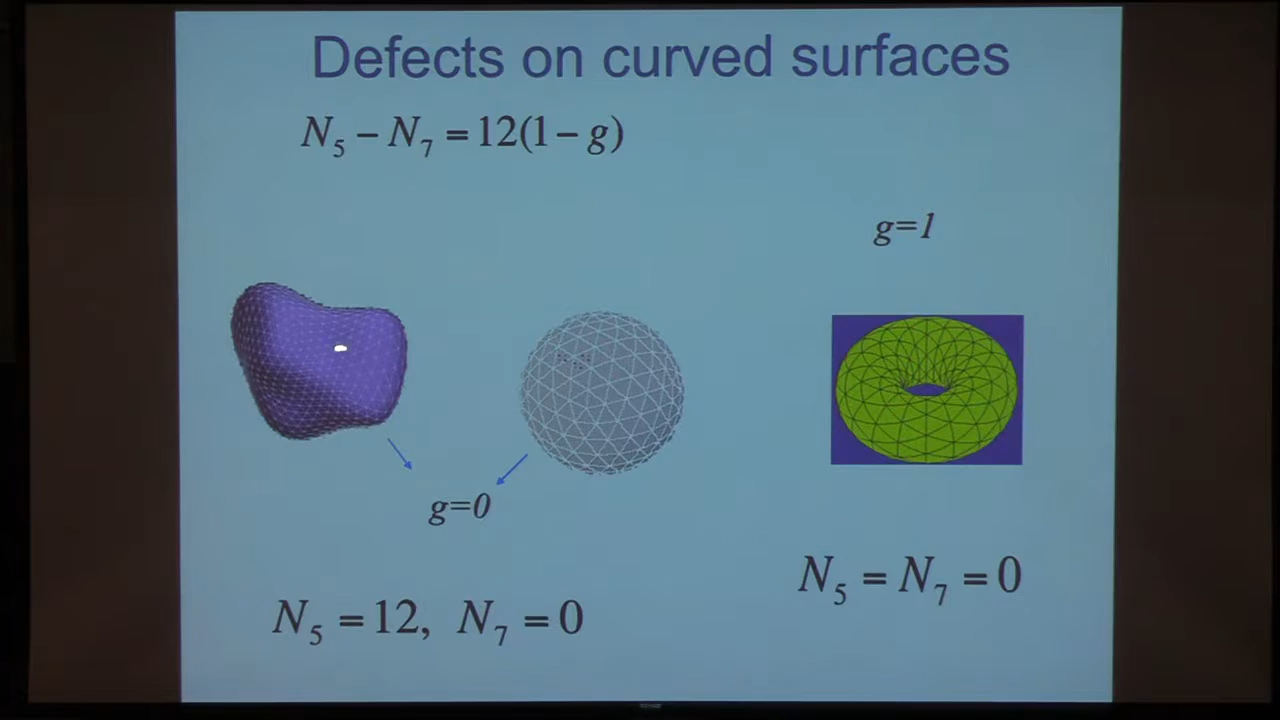 Defects on curved surfaces
N₅ − N₇ = 12(1 − g)
g=1
g=0
N₅ = N₇ = 0
N₅ = 12, N₇ = 0